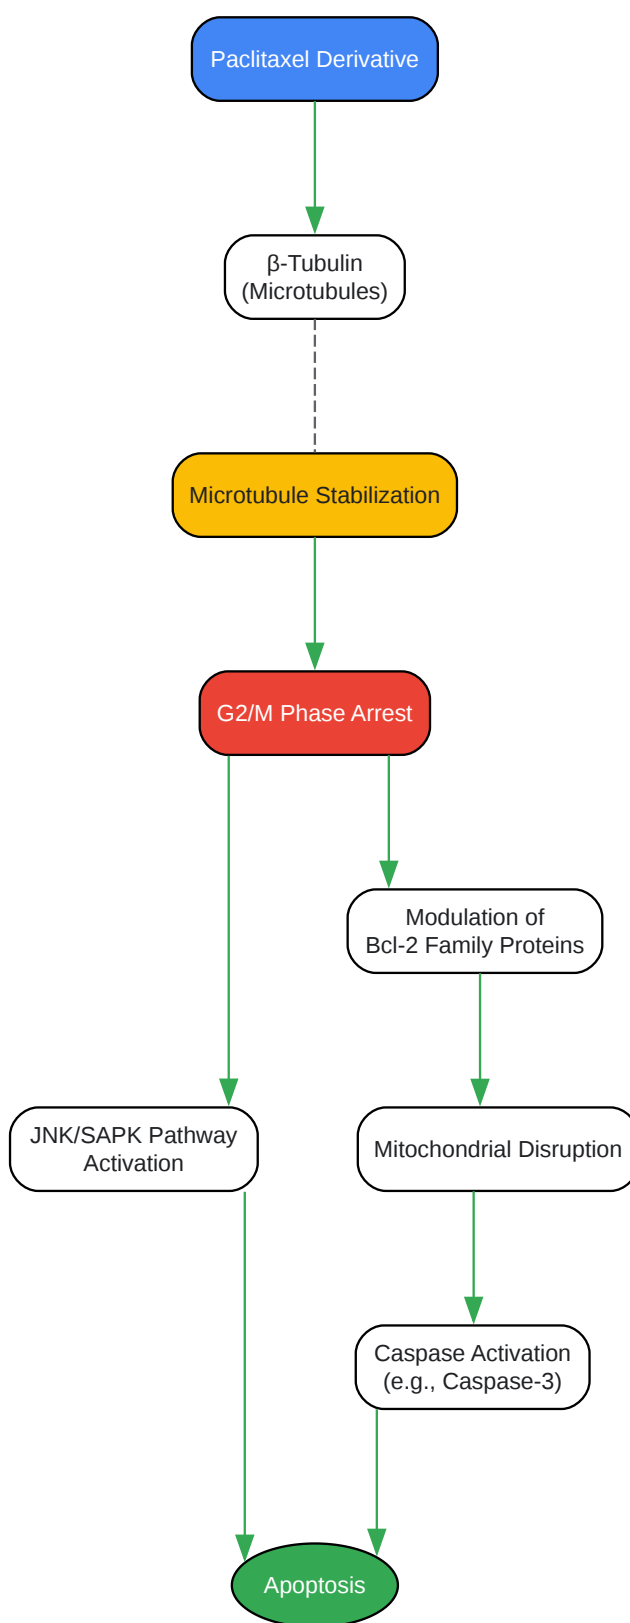 Paclitaxel Derivative
β-Tubulin
(Microtubules)
Microtubule Stabilization
G2/M Phase Arrest
Modulation of
Bcl-2 Family Proteins
JNK/SAPK Pathway
Activation
Mitochondrial Disruption
Caspase Activation
(e.g., Caspase-3)
Apoptosis